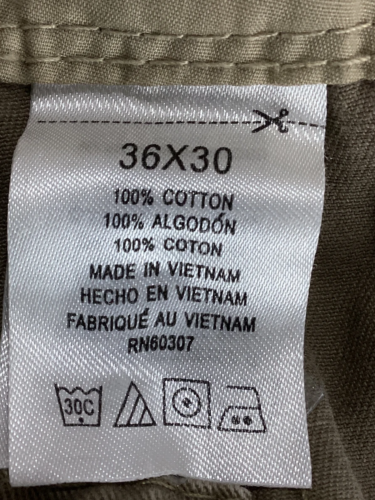 36X30
100% COTTON
100% ALGODÓN
100% COTON
MADE IN VIETNAM
HECHO EN VIETNAM
FABRIQUÉ AU VIETNAM
RN60307
30C